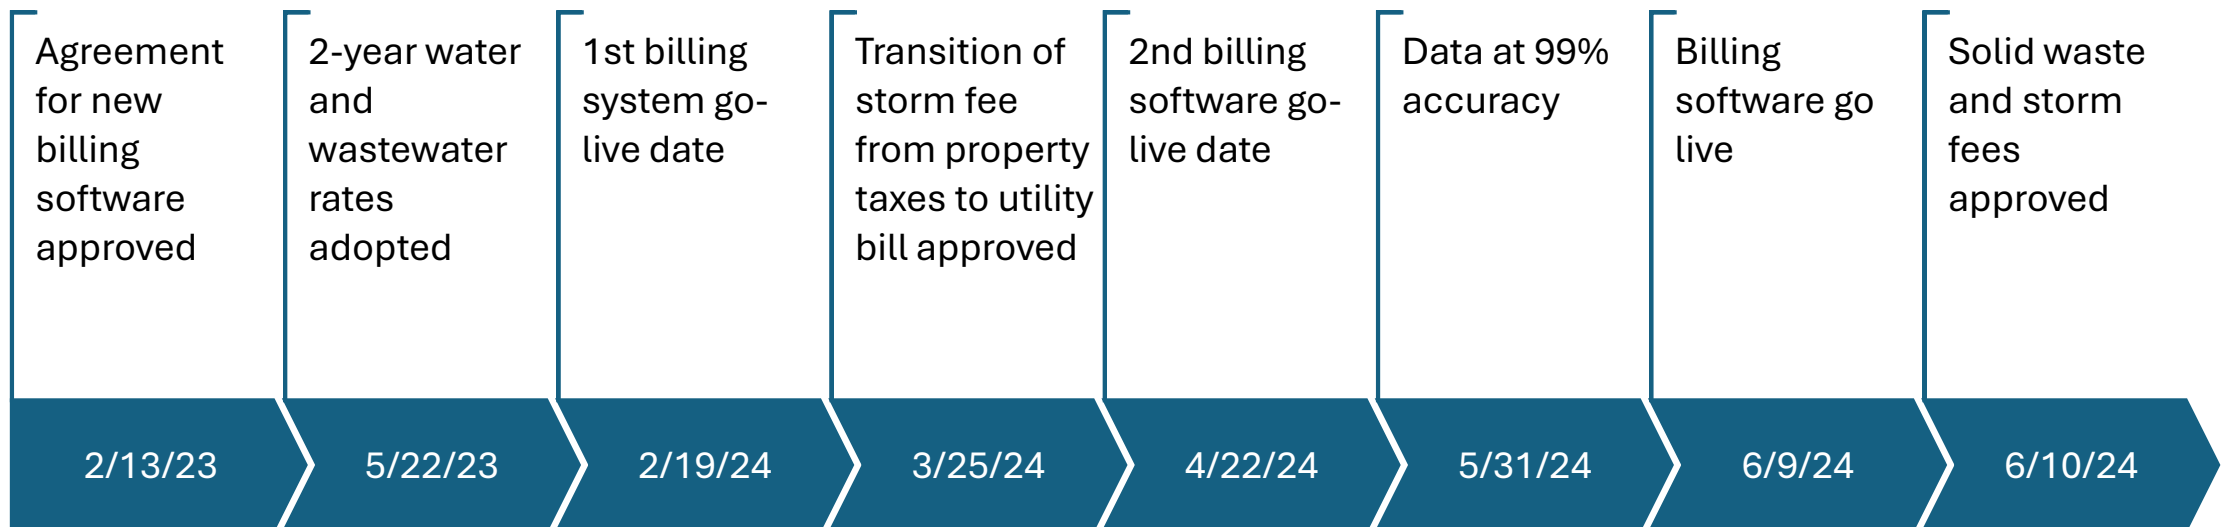 Agreement
for new
billing
software
approved
2-year water
and
wastewater
rates
adopted
1st billing
system go-
live date
Transition of
storm fee
from property
taxes to utility
bill approved
2nd billing
software go-
live date
Data at 99%
accuracy
Billing
software go
live
Solid waste
and storm
fees
approved
2/13/23
5/22/23
2/19/24
3/25/24
4/22/24
5/31/24
6/9/24
6/10/24